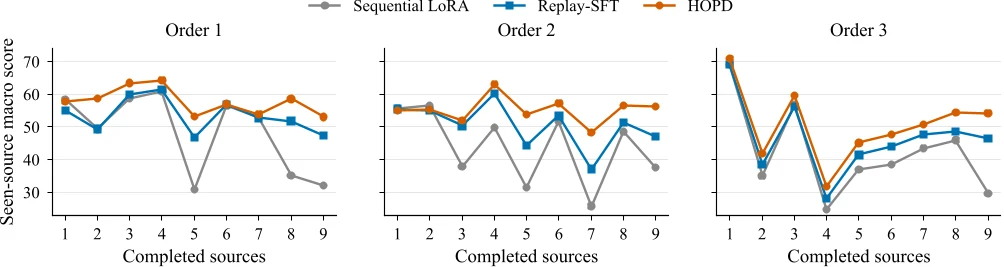 Sequential LoRA Replay-SFT HOPD
Order 1 Order 2 Order 3
Seen-source macro score
70
60
50
40
30
1 2 3 4 5 6 7 8 9 1 2 3 4 5 6 7 8 9 1 2 3 4 5 6 7 8 9
Completed sources Completed sources Completed sources